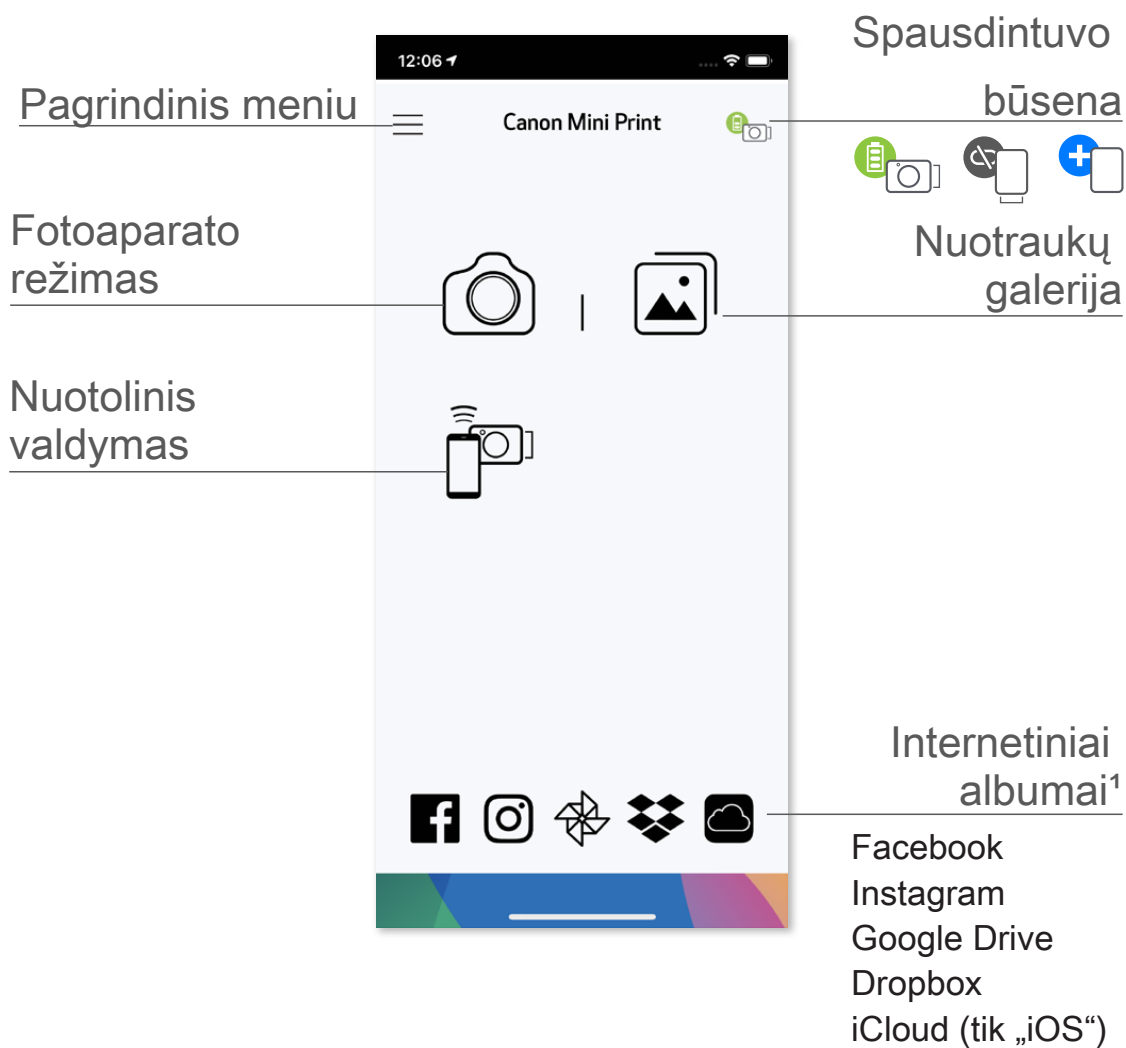 12:06
Canon Mini Print
Pagrindinis meniu
Spausdintuvo
būsena
Fotoaparato
režimas
Nuotraukų
galerija
Nuotolinis
valdymas
Internetiniai
albumai¹
Facebook
Instagram
Google Drive
Dropbox
iCloud (tik „iOS“)